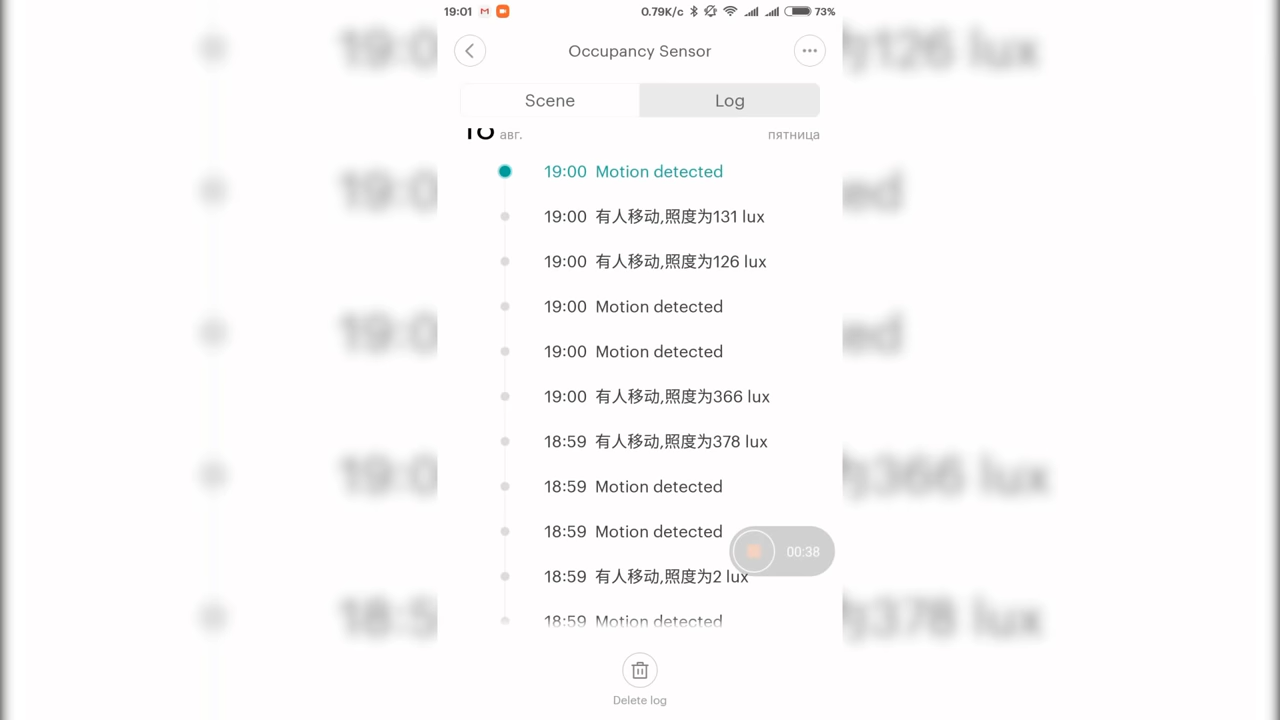 19:01 0.79K/c 73%
Occupancy Sensor
Scene Log
авг. пятница
19:00 Motion detected
19:00 有人移动,照度为131 lux
19:00 有人移动,照度为126 lux
19:00 Motion detected
19:00 Motion detected
19:00 有人移动,照度为366 lux
18:59 有人移动,照度为378 lux
18:59 Motion detected
18:59 Motion detected
00:38
18:59 有人移动,照度为2 lux
18:59 Motion detected
Delete log